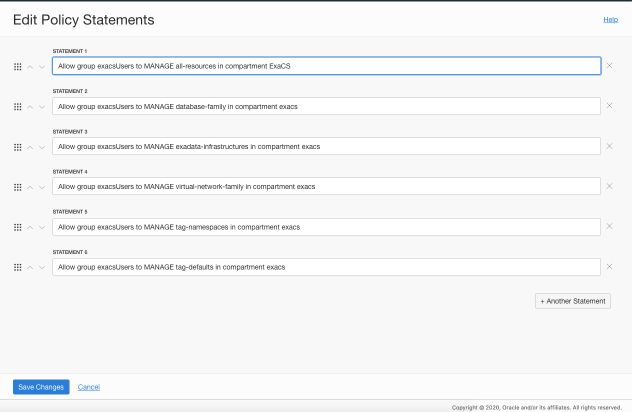 Edit Policy Statements
Help
STATEMENT 1
Allow group exacsUsers to MANAGE all-resources in compartment ExaCS
STATEMENT 2
Allow group exacsUsers to MANAGE database-family in compartment exacs
STATEMENT 3
Allow group exacsUsers to MANAGE exadata-infrastructures in compartment exacs
STATEMENT 4
Allow group exacsUsers to MANAGE virtual-network-family in compartment exacs
STATEMENT 5
Allow group exacsUsers to MANAGE tag-namespaces in compartment exacs
STATEMENT 6
Allow group exacsUsers to MANAGE tag-defaults in compartment exacs
+ Another Statement
Save Changes Cancel
Copyright © 2020, Oracle and/or its affiliates. All rights reserved.